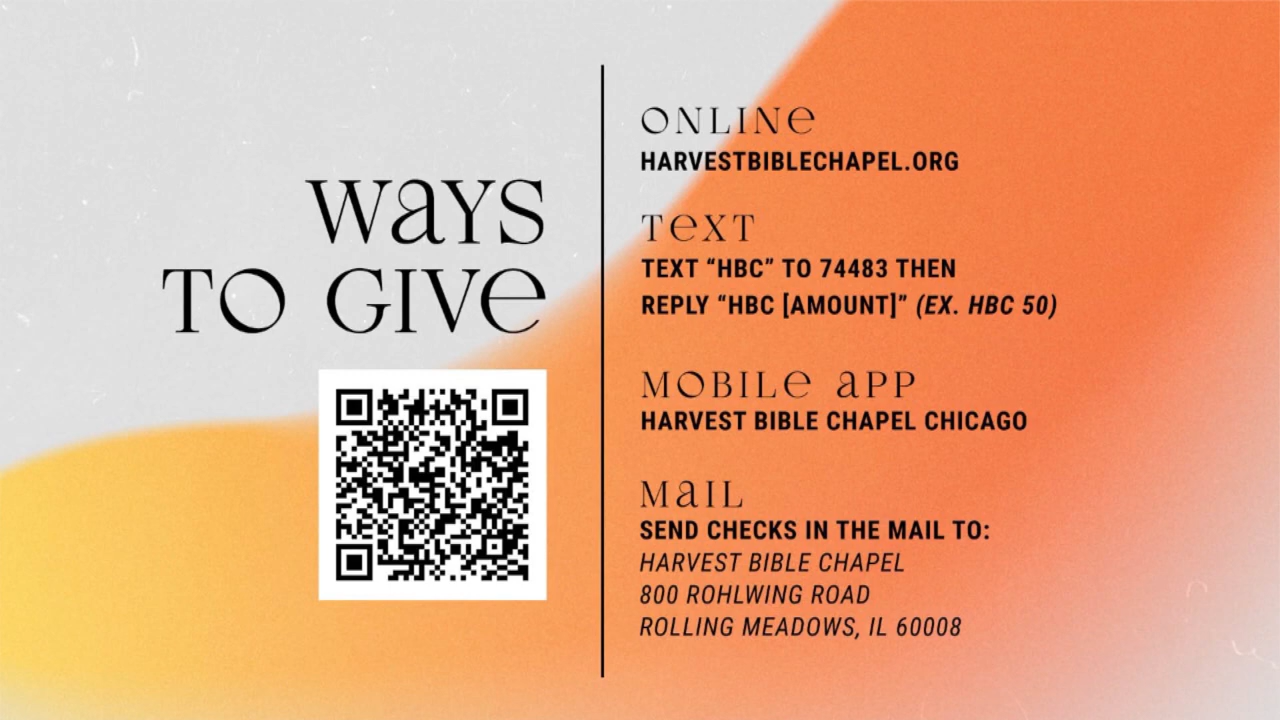 WaYS
TO GIVe
ONLINe
HARVESTBIBLECHAPEL.ORG
TeXT
TEXT “HBC” TO 74483 THEN
REPLY “HBC [AMOUNT]” (EX. HBC 50)
MOBILe aPP
HARVEST BIBLE CHAPEL CHICAGO
MaIL
SEND CHECKS IN THE MAIL TO:
HARVEST BIBLE CHAPEL
800 ROHLWING ROAD
ROLLING MEADOWS, IL 60008